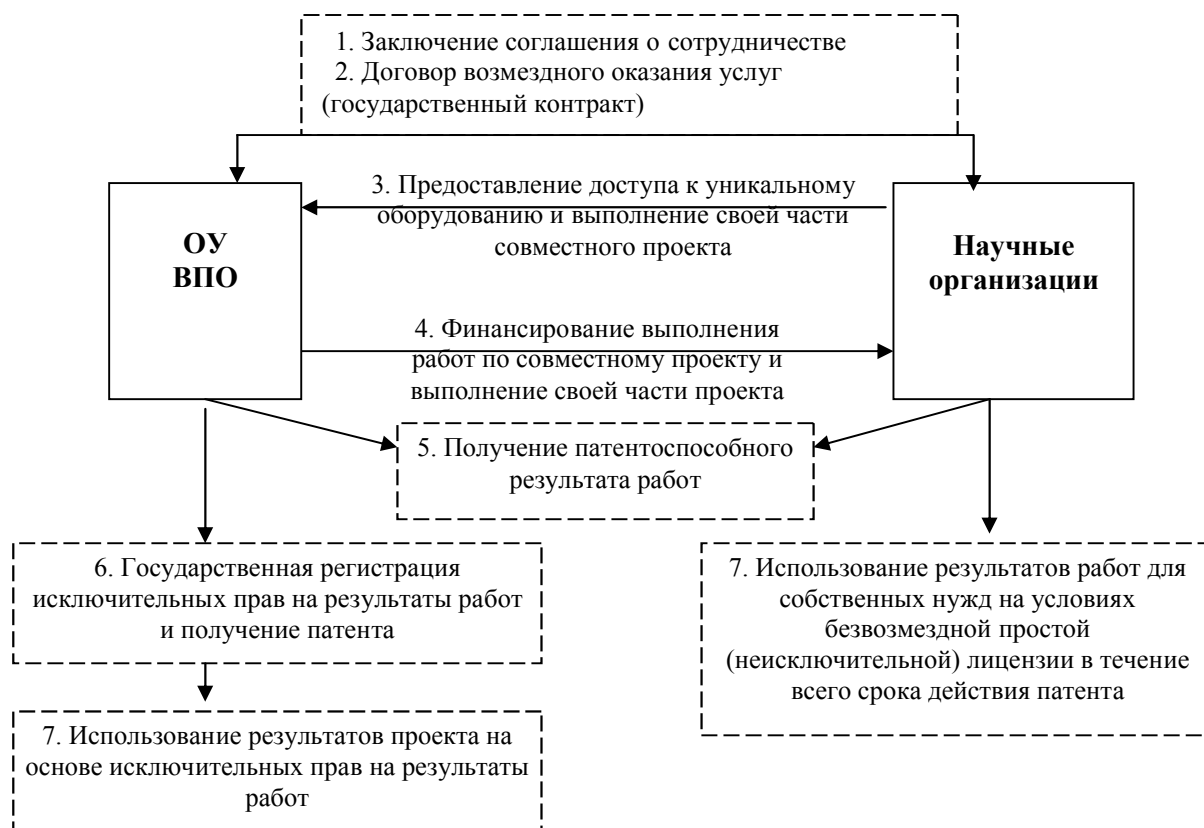 1. Заключение соглашения о сотрудничестве
2. Договор возмездного оказания услуг
(государственный контракт)
3. Предоставление доступа к уникальному
оборудованию и выполнение своей части
совместного проекта
ОУ
ВПО
Научные
организации
4. Финансирование выполнения
работ по совместному проекту и
выполнение своей части проекта
5. Получение патентоспособного
результата работ
6. Государственная регистрация
исключительных прав на результаты работ
и получение патента
7. Использование результатов работ для
собственных нужд на условиях
безвозмездной простой
(неисключительной) лицензии в течение
всего срока действия патента
7. Использование результатов проекта на
основе исключительных прав на результаты
работ